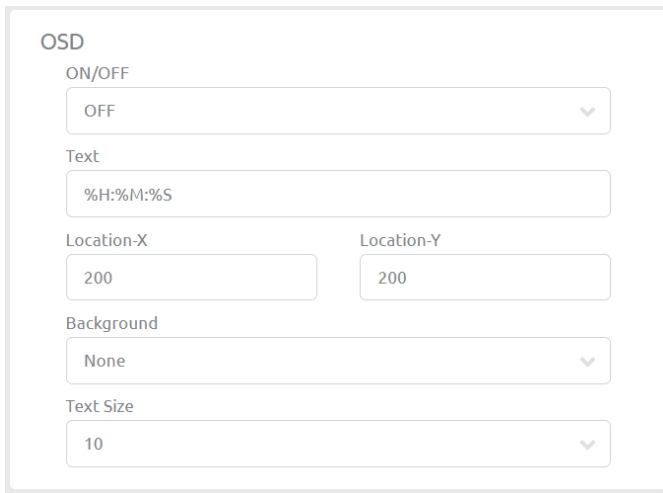 OSD
ON/OFF
OFF
Text
%H:%M:%S
Location-X Location-Y
200 200
Background
None
Text Size
10